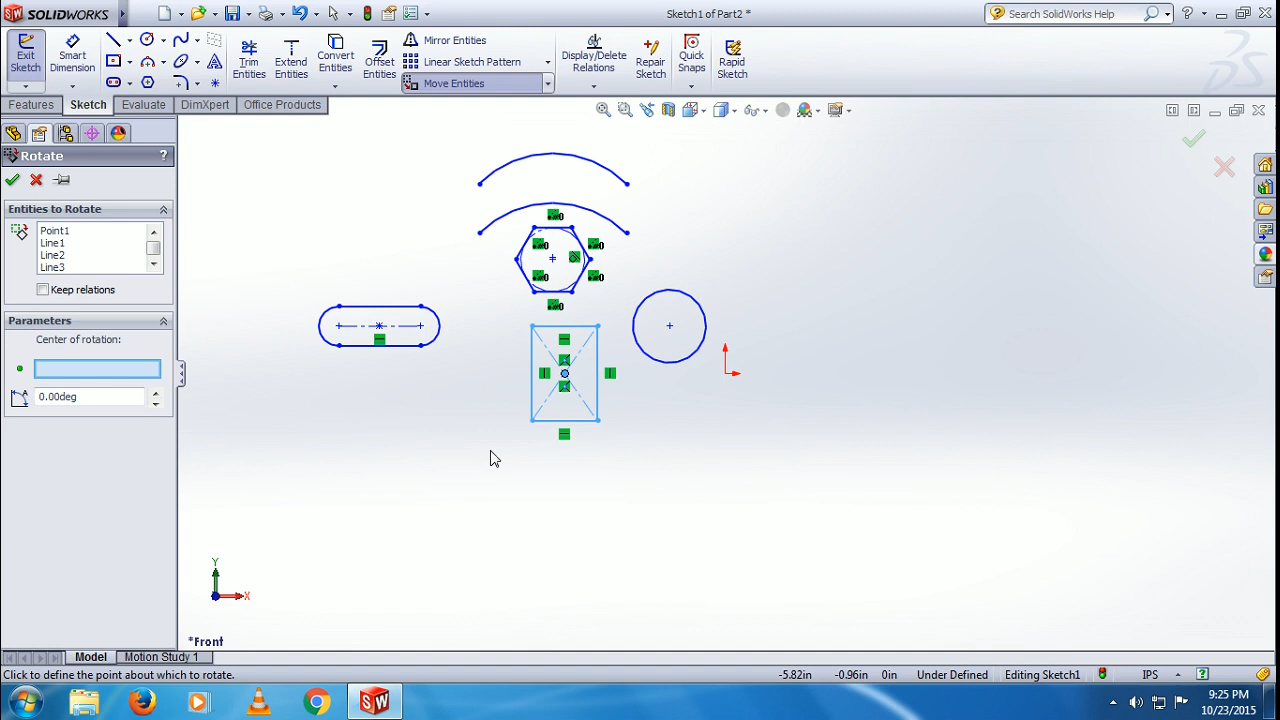 SOLIDWORKS
Sketch1 of Part2 *
Search SolidWorks Help
Exit Sketch
Smart Dimension
Trim Entities
Extend Entities
Convert Entities
Offset Entities
Mirror Entities
Linear Sketch Pattern
Move Entities
Display/Delete Relations
Repair Sketch
Quick Snaps
Rapid Sketch
Features
Sketch
Evaluate
DimXpert
Office Products
Rotate
?
Entities to Rotate
Point1
Line1
Line2
Line3
Keep relations
Parameters
Center of rotation:
0.00deg
Y
X
*Front
Model
Motion Study 1
Click to define the point about which to rotate.
-5.82in
-0.96in
0in
Under Defined
Editing Sketch1
IPS
?
9:25 PM
10/23/2015